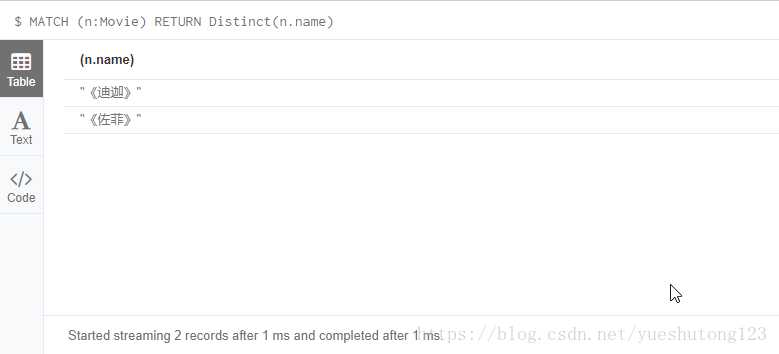 $ MATCH (n:Movie) RETURN Distinct(n.name)
(n.name)
Table
"《迪迦》"
"《佐菲》"
A
Text
</>
Code
Started streaming 2 records after 1 ms and completed after 1 ms.
https://blog.csdn.net/yueshutong123